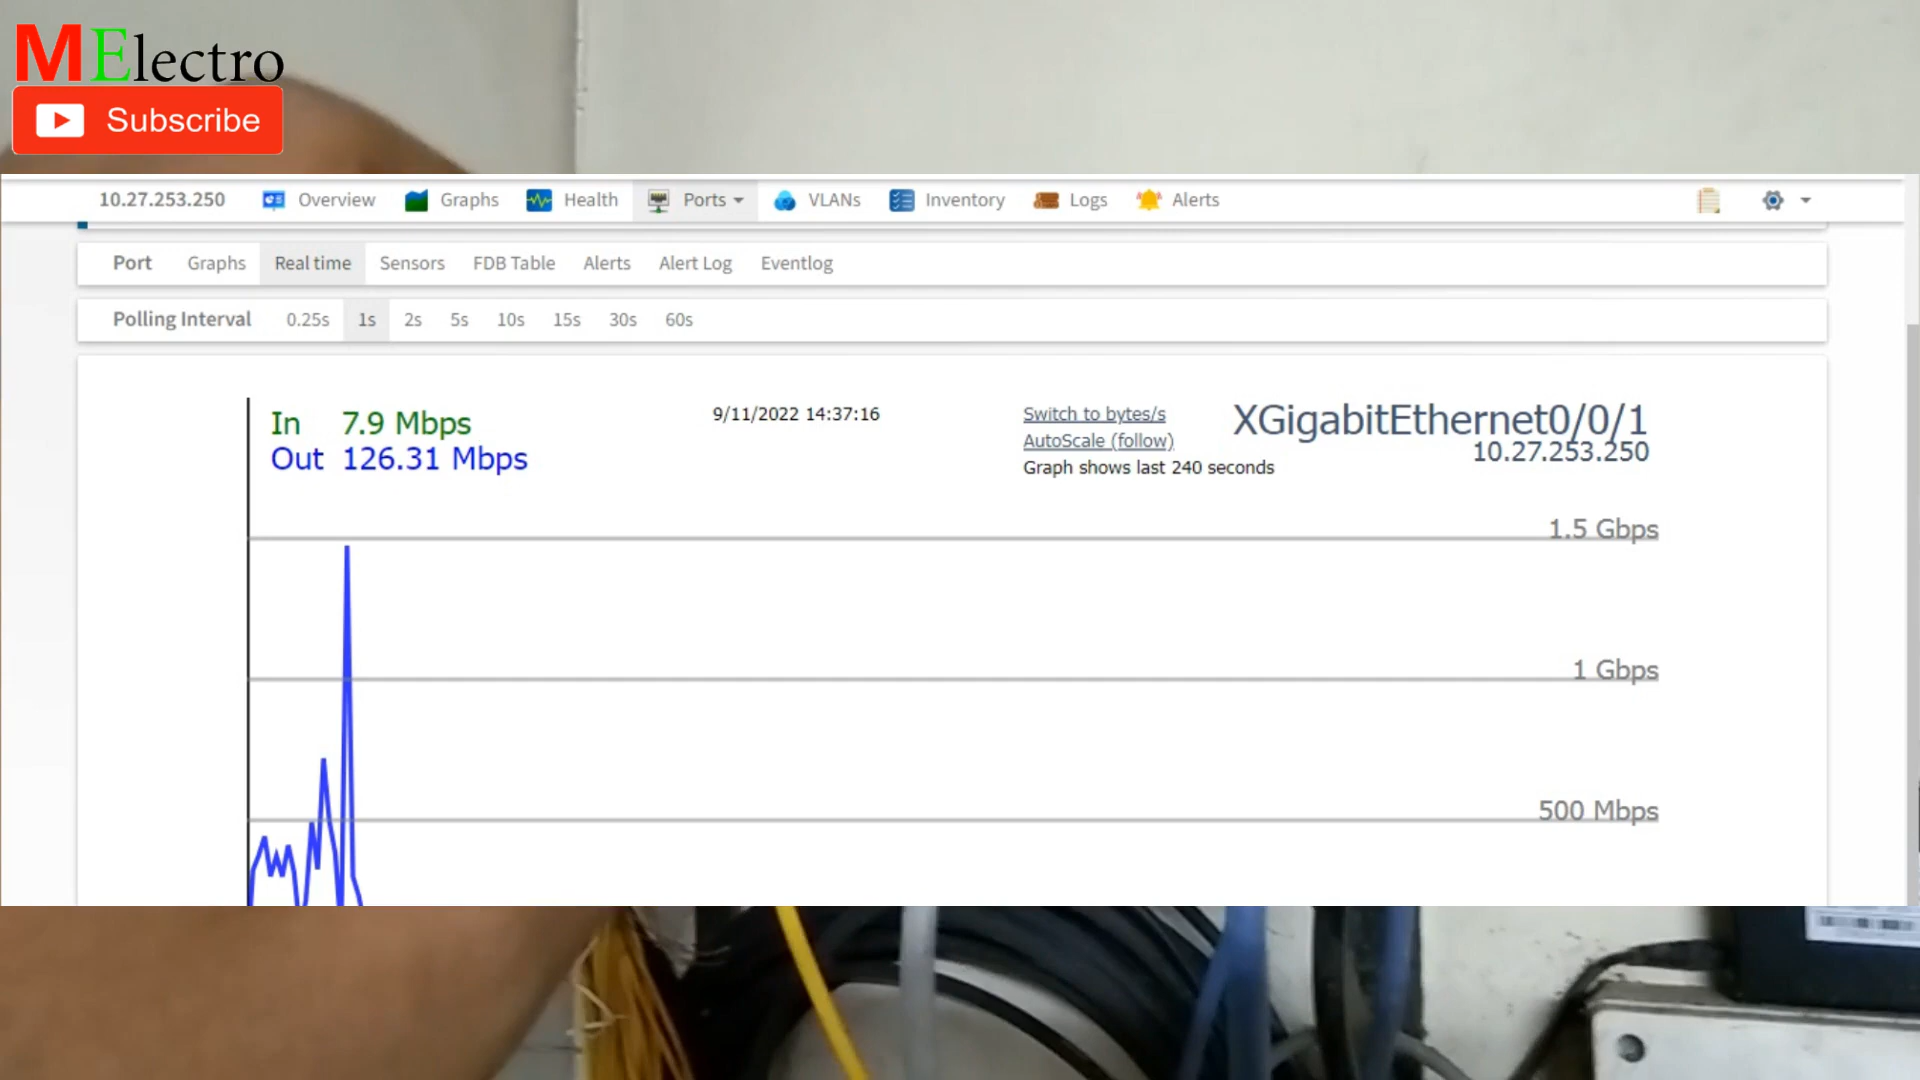 MElectro
Subscribe
10.27.253.250 Overview Graphs Health Ports VLANs Inventory Logs Alerts
Port Graphs Real time Sensors FDB Table Alerts Alert Log Eventlog
Polling Interval 0.25s 1s 2s 5s 10s 15s 30s 60s
In 7.9 Mbps
Out 126.31 Mbps
9/11/2022 14:37:16
Switch to bytes/s
AutoScale (follow)
Graph shows last 240 seconds
XGigabitEthernet0/0/1
10.27.253.250
1.5 Gbps
1 Gbps
500 Mbps